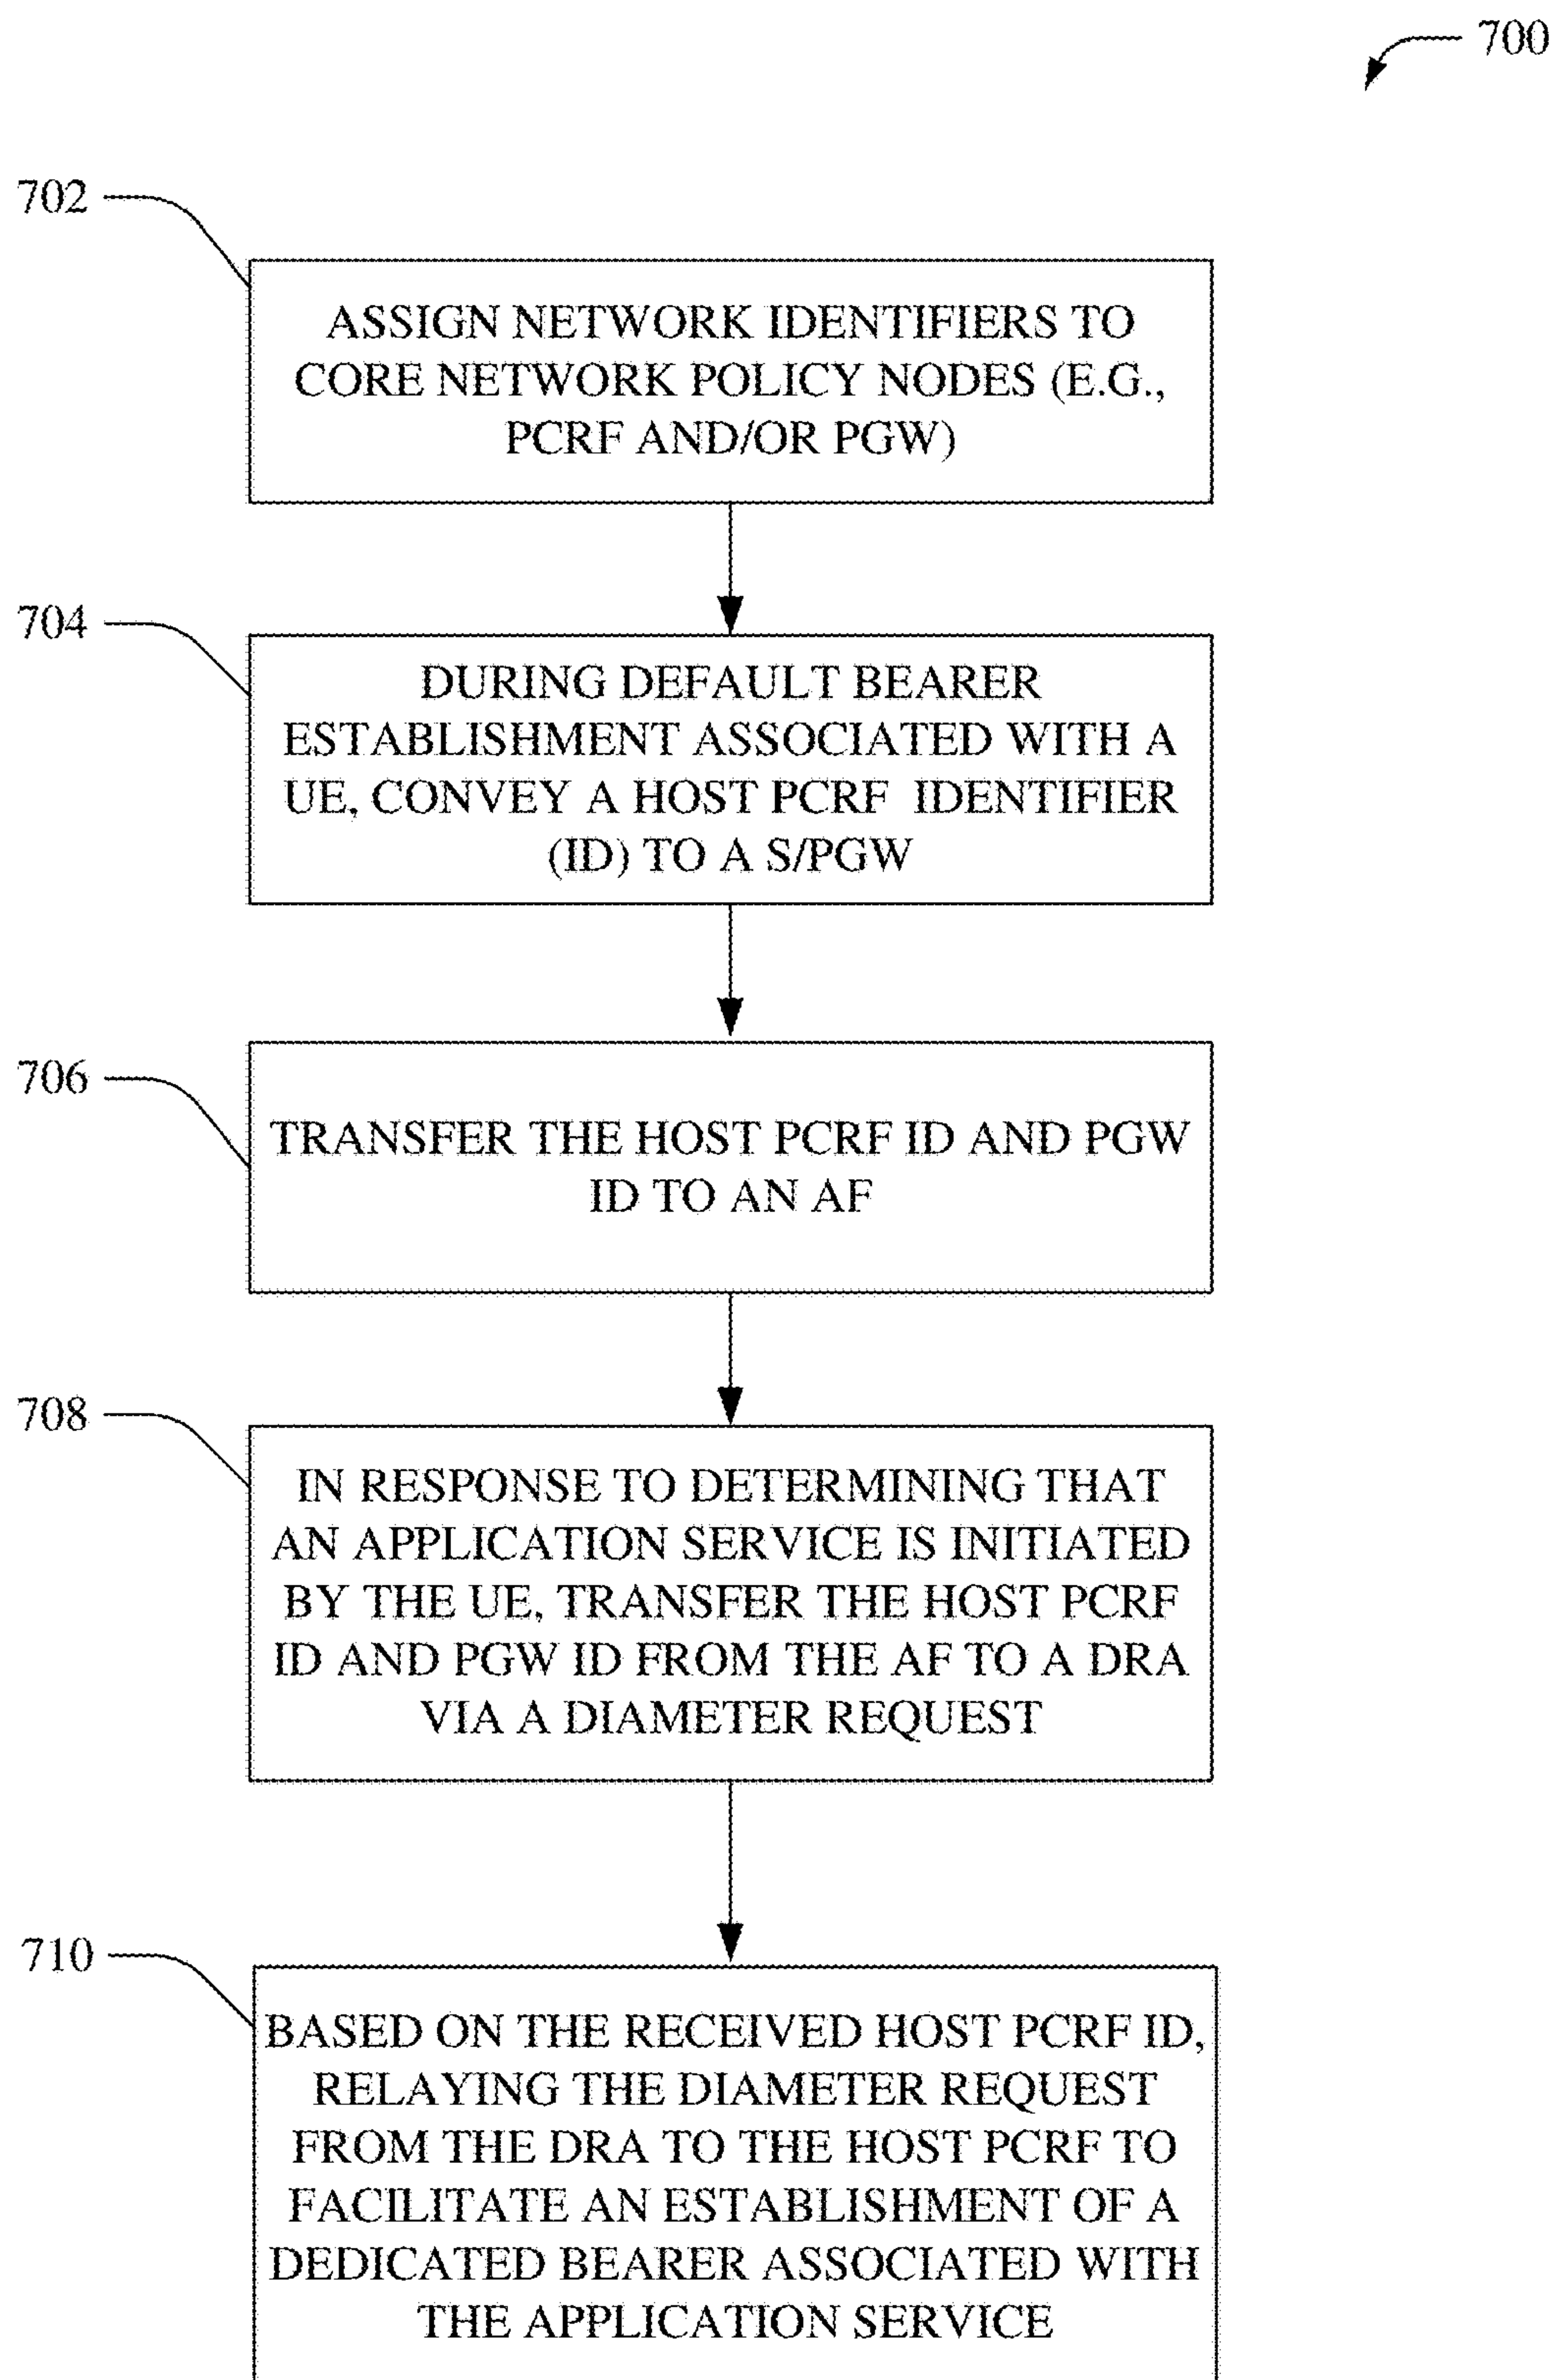 700
702
ASSIGN NETWORK IDENTIFIERS TO
CORE NETWORK POLICY NODES (E.G.,
PCRF AND/OR PGW)
704
DURING DEFAULT BEARER
ESTABLISHMENT ASSOCIATED WITH A
UE, CONVEY A HOST PCRF IDENTIFIER
(ID) TO A S/PGW
706
TRANSFER THE HOST PCRF ID AND PGW
ID TO AN AF
708
IN RESPONSE TO DETERMINING THAT
AN APPLICATION SERVICE IS INITIATED
BY THE UE, TRANSFER THE HOST PCRF
ID AND PGW ID FROM THE AF TO A DRA
VIA A DIAMETER REQUEST
710
BASED ON THE RECEIVED HOST PCRF ID,
RELAYING THE DIAMETER REQUEST
FROM THE DRA TO THE HOST PCRF TO
FACILITATE AN ESTABLISHMENT OF A
DEDICATED BEARER ASSOCIATED WITH
THE APPLICATION SERVICE